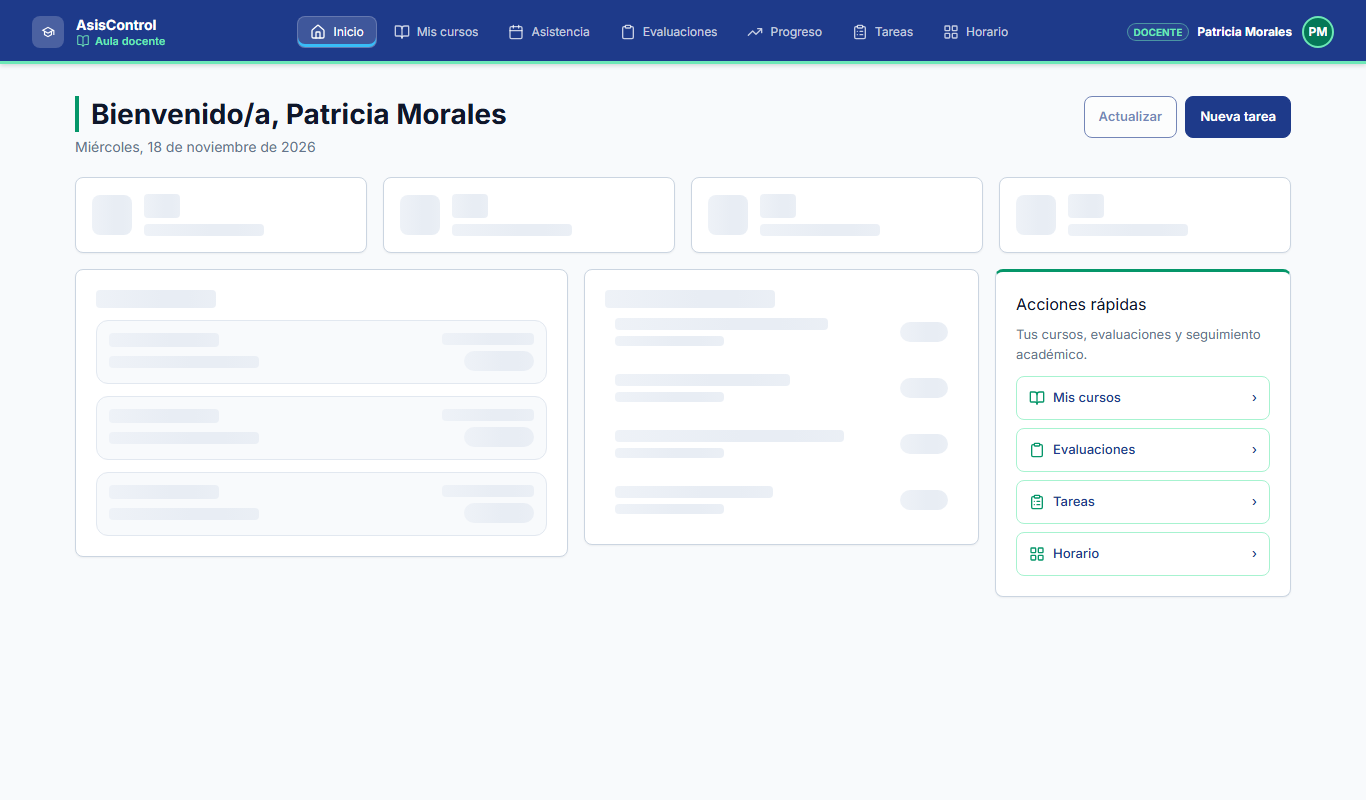 AsisControl
Aula docente
Inicio
Mis cursos
Asistencia
Evaluaciones
Progreso
Tareas
Horario
DOCENTE
Patricia Morales
PM
Bienvenido/a, Patricia Morales
Miércoles, 18 de noviembre de 2026
Actualizar
Nueva tarea
Acciones rápidas
Tus cursos, evaluaciones y seguimiento
académico.
Mis cursos ›
Evaluaciones ›
Tareas ›
Horario ›